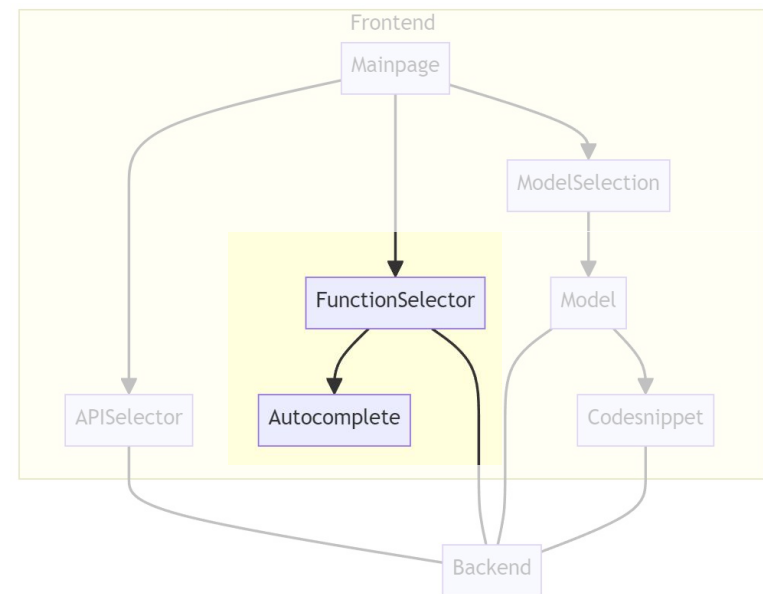 Frontend
Mainpage
ModelSelection
FunctionSelector
Model
APISelector
Autocomplete
Codesnippet
Backend